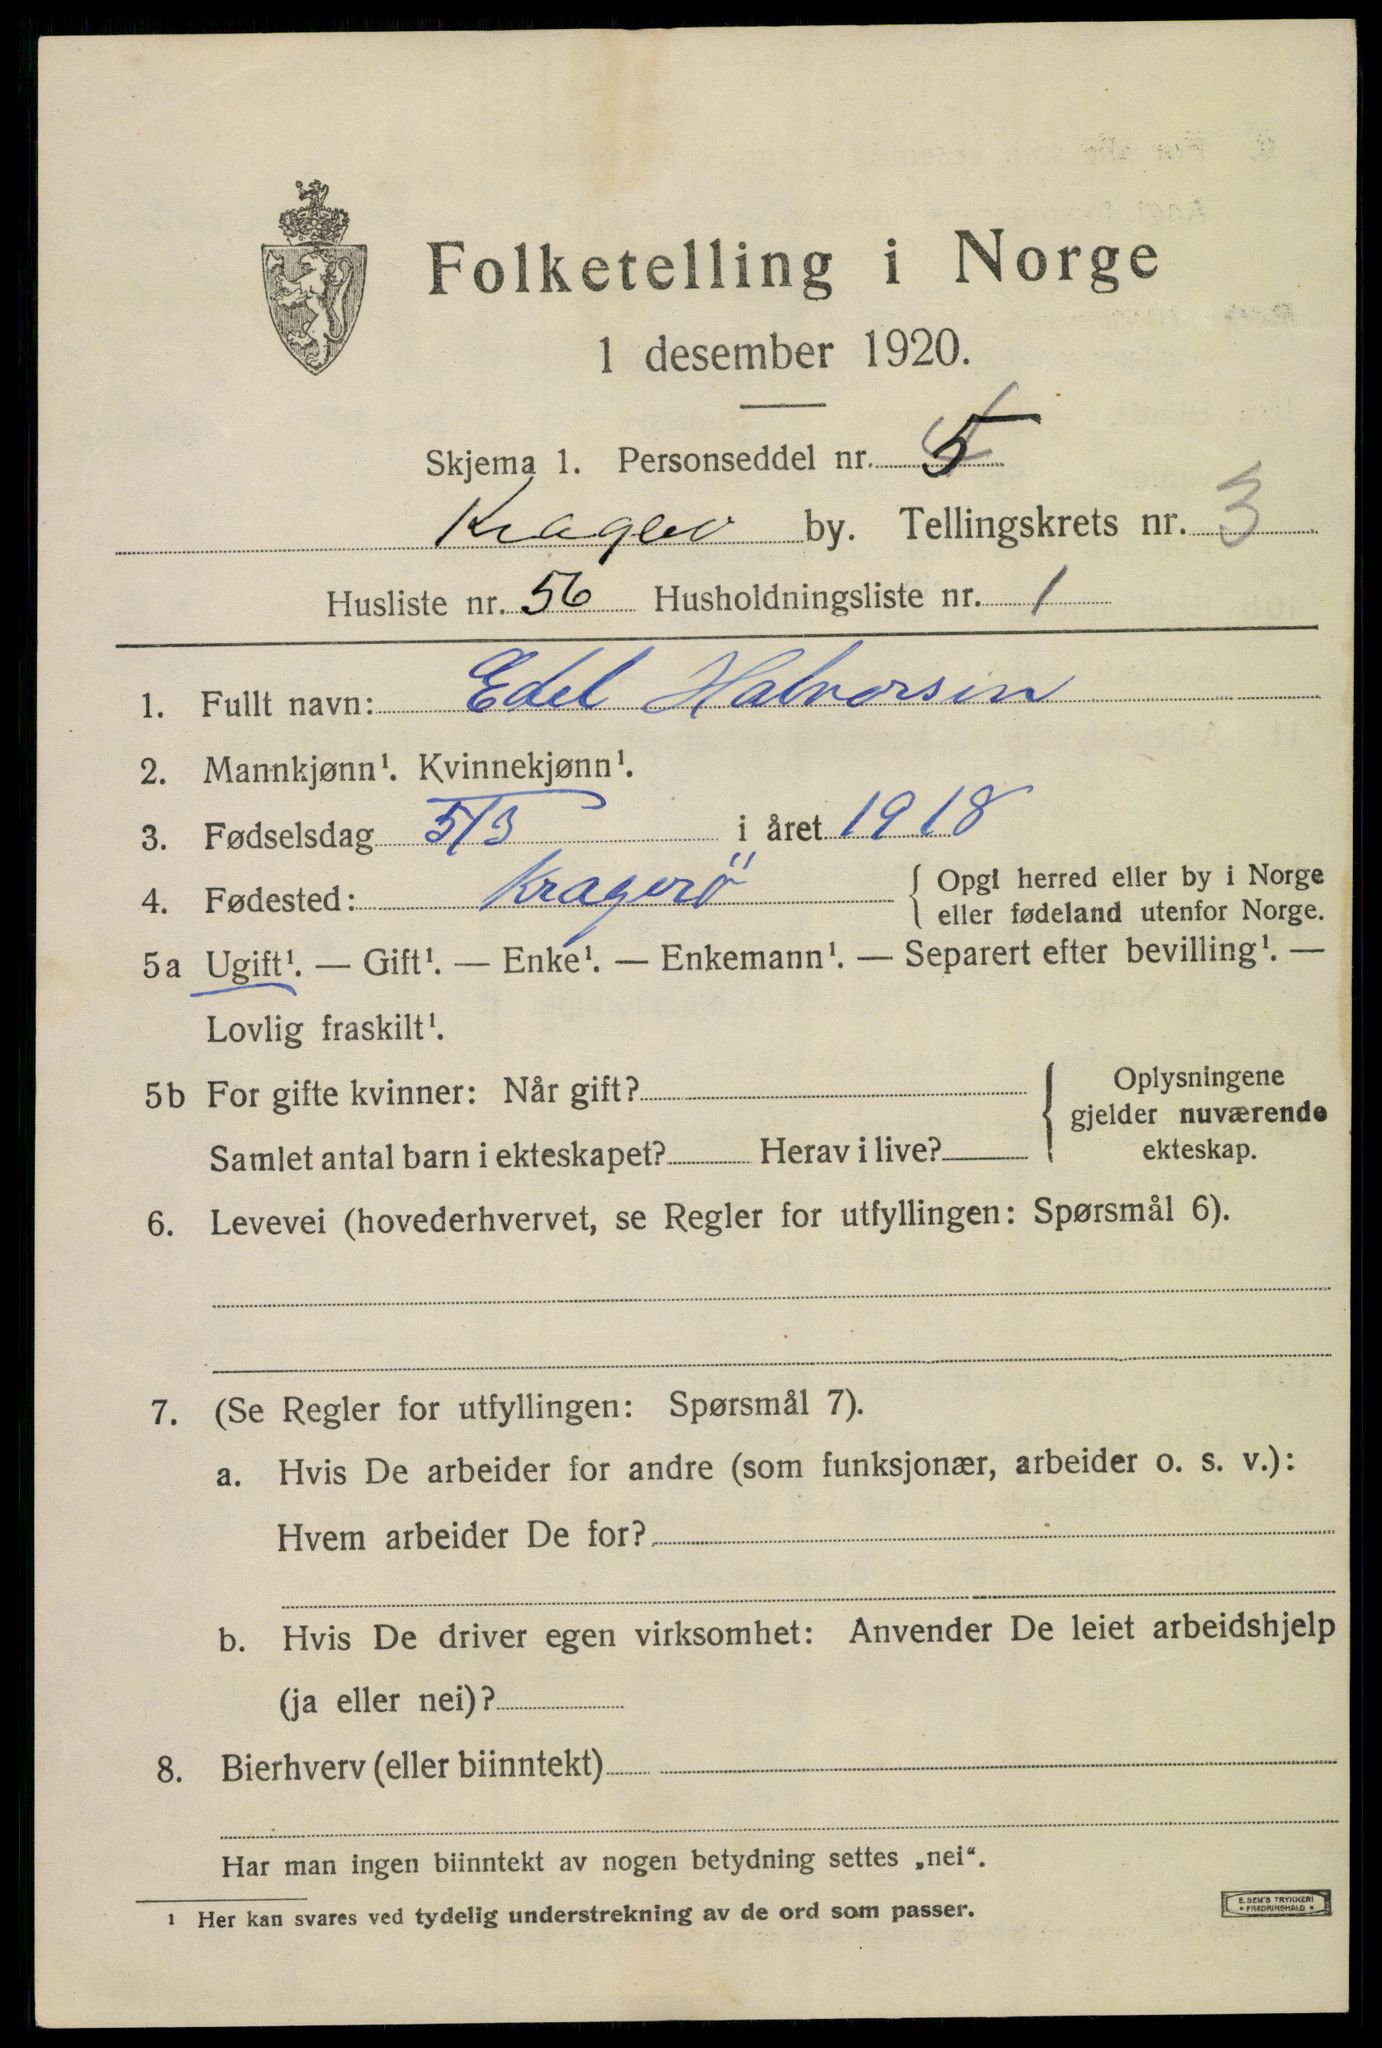 Folketelling i Norge
1 desember 1920.
Skjema 1. Personseddel nr. 5
Kragerø by. Tellingskrets nr. 3
Husliste nr. 56 Husholdningsliste nr. 1
1. Fullt navn: Edel Halvorsen
2. Mannkjønn¹. Kvinnekjønn¹.
3. Fødselsdag 5/3 i året 1918
4. Fødested: Kragerö { Opgi herred eller by i Norge
eller fødeland utenfor Norge.
5a Ugift¹. — Gift¹. — Enke¹. — Enkemann¹. — Separert efter bevilling¹. —
Lovlig fraskilt¹.
5b For gifte kvinner: Når gift?
Samlet antal barn i ekteskapet? Herav i live?
Oplysningene
gjelder nuværende
ekteskap.
6. Levevei (hovederhvervet, se Regler for utfyllingen: Spørsmål 6).
7. (Se Regler for utfyllingen: Spørsmål 7).
a. Hvis De arbeider for andre (som funksjonær, arbeider o. s. v.):
Hvem arbeider De for?
b. Hvis De driver egen virksomhet: Anvender De leiet arbeidshjelp
(ja eller nei)?
8. Bierhverv (eller biinntekt)
Har man ingen biinntekt av nogen betydning settes „nei“.
¹ Her kan svares ved tydelig understrekning av de ord som passer.
E. SEM'S TRYKKERI
* FREDRIKSHALD *